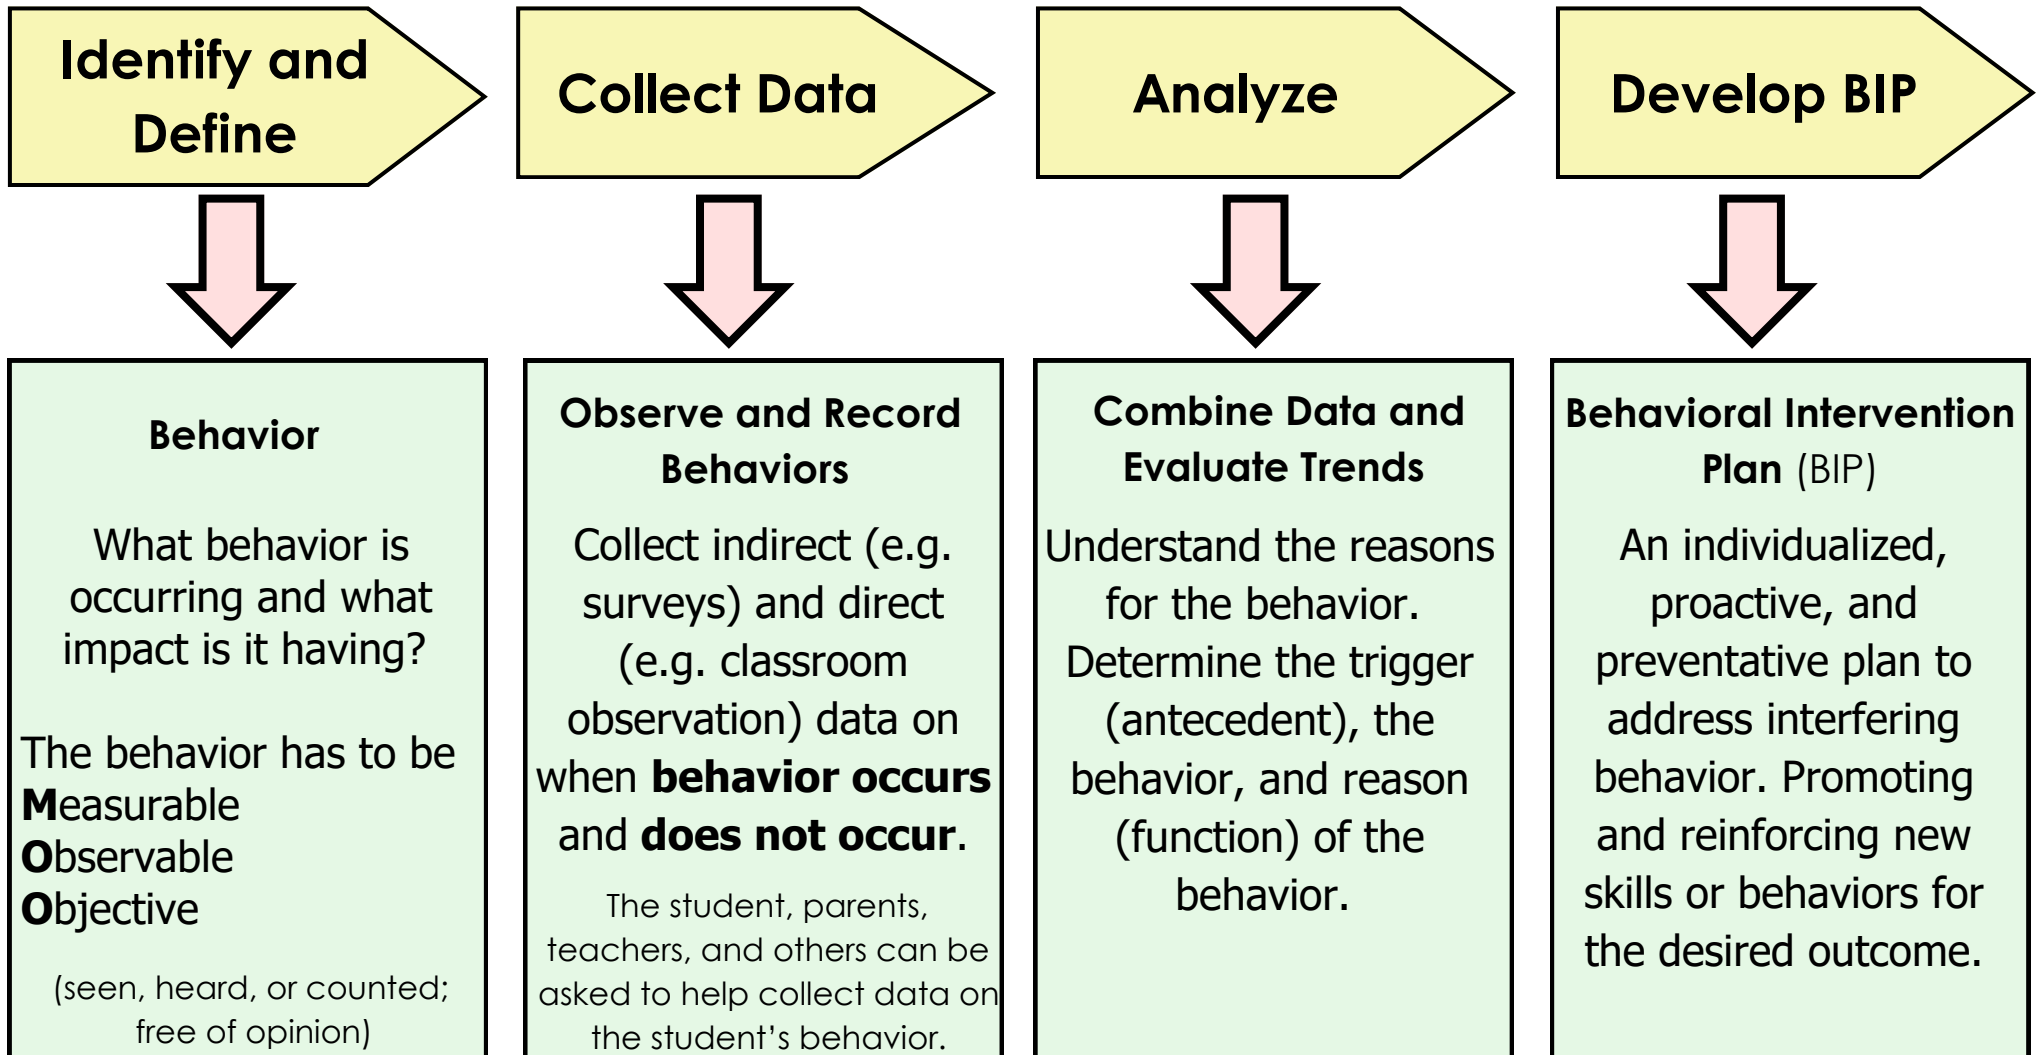 Identify and
Define
Collect Data
Analyze
Develop BIP
Behavior
What behavior is
occurring and what
impact is it having?
The behavior has to be
Measurable
Observable
Objective
(seen, heard, or counted;
free of opinion)
Observe and Record
Behaviors
Collect indirect (e.g.
surveys) and direct
(e.g. classroom
observation) data on
when behavior occurs
and does not occur.
The student, parents,
teachers, and others can be
asked to help collect data on
the student’s behavior.
Combine Data and
Evaluate Trends
Understand the reasons
for the behavior.
Determine the trigger
(antecedent), the
behavior, and reason
(function) of the
behavior.
Behavioral Intervention
Plan (BIP)
An individualized,
proactive, and
preventative plan to
address interfering
behavior. Promoting
and reinforcing new
skills or behaviors for
the desired outcome.